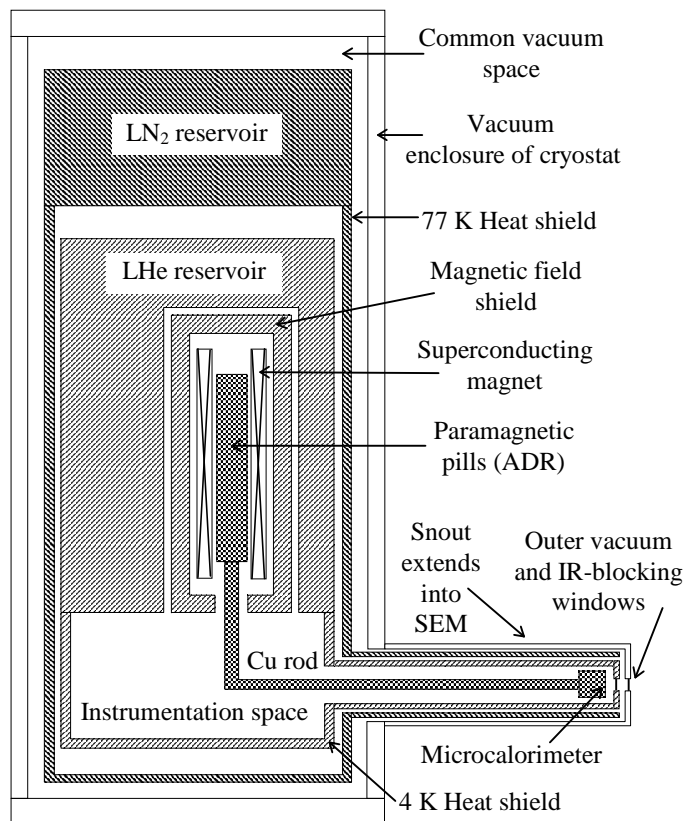 Common vacuum
space
LN₂ reservoir
Vacuum
enclosure of cryostat
77 K Heat shield
LHe reservoir
Magnetic field
shield
Superconducting
magnet
Paramagnetic
pills (ADR)
Snout
extends
into
SEM
Outer vacuum
and IR-blocking
windows
Cu rod
Instrumentation space
Microcalorimeter
4 K Heat shield